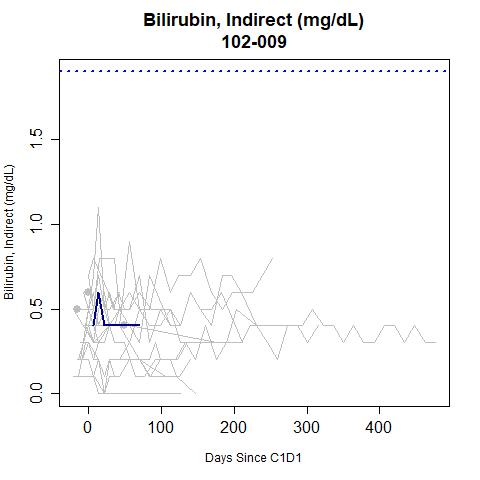 Bilirubin, Indirect (mg/dL)
102-009
Bilirubin, Indirect (mg/dL)
1.5
1.0
0.5
0.0
0 100 200 300 400
Days Since C1D1